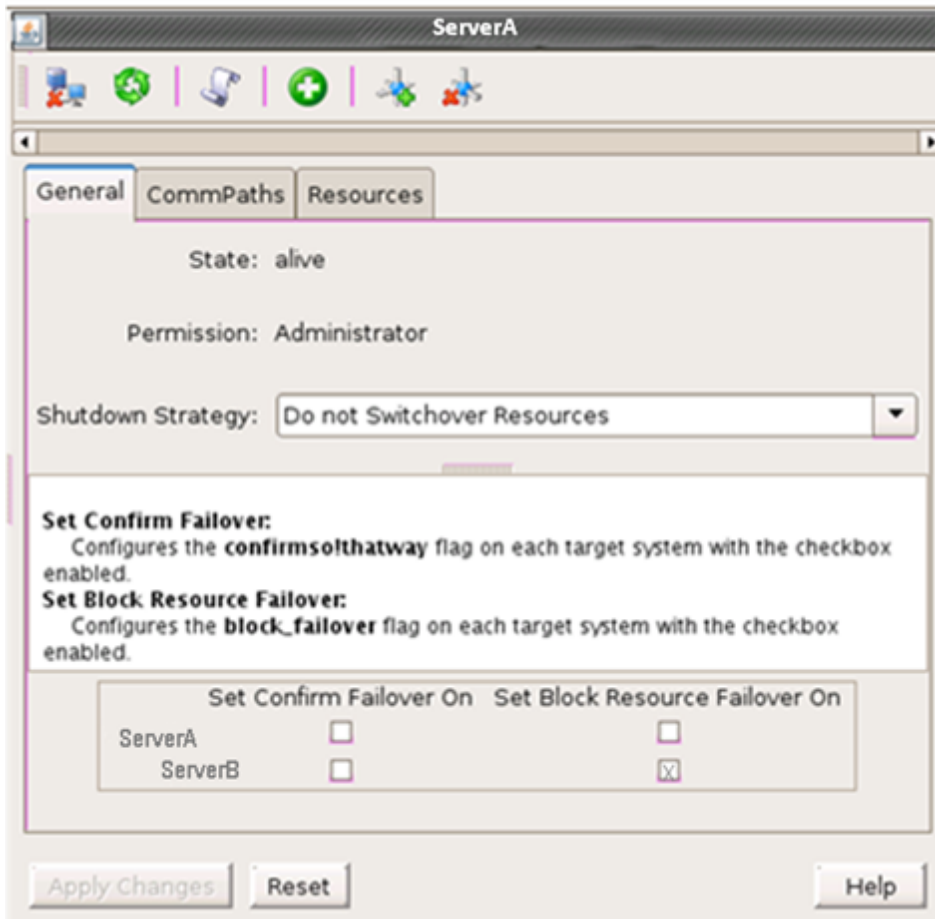 ServerA
General CommPaths Resources
State: alive
Permission: Administrator
Shutdown Strategy: Do not Switchover Resources
Set Confirm Failover:
Configures the confirmso!thatway flag on each target system with the checkbox
enabled.
Set Block Resource Failover:
Configures the block_failover flag on each target system with the checkbox
enabled.
Set Confirm Failover On Set Block Resource Failover On
ServerA
ServerB X
Apply Changes Reset Help